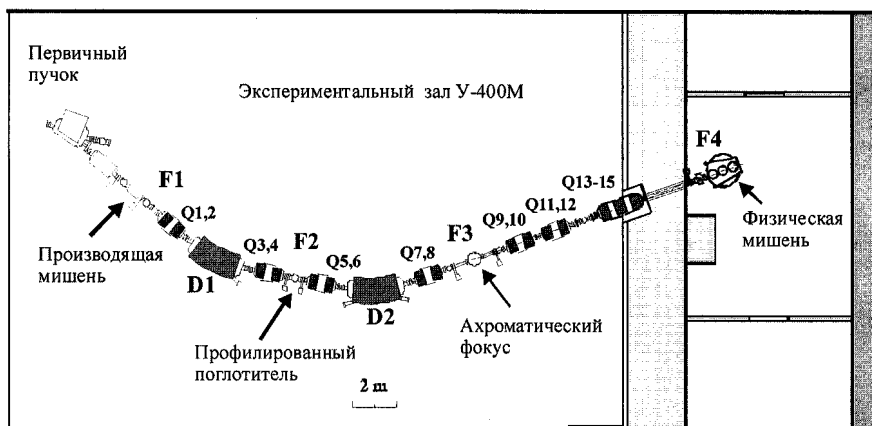 Первичный
пучок
Экспериментальный зал У-400М
F1
Q1,2
Производящая
мишень
D1
Q3,4
F2
Q5,6
Профилированный
поглотитель
D2
2 m
Q7,8
F3
Q9,10
Q11,12
Q13-15
Ахроматический
фокус
F4
Физическая
мишень